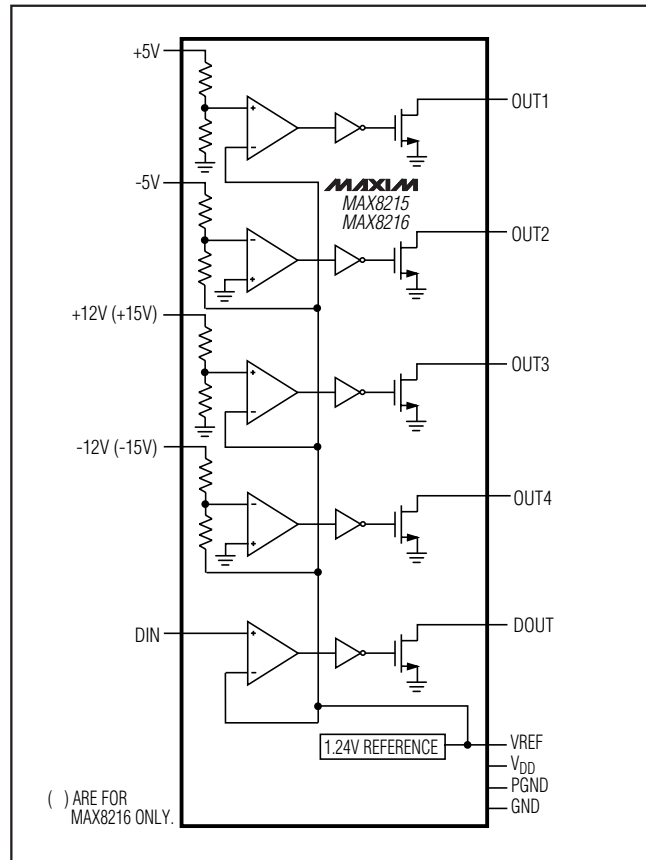 +5V
OUT1
MAXIM
MAX8215
MAX8216
-5V
OUT2
+12V (+15V)
OUT3
-12V (-15V)
OUT4
DIN
DOUT
1.24V REFERENCE
VREF
VDD
PGND
GND
( ) ARE FOR
MAX8216 ONLY.
+
-
-
+
+
-
-
+
+
-